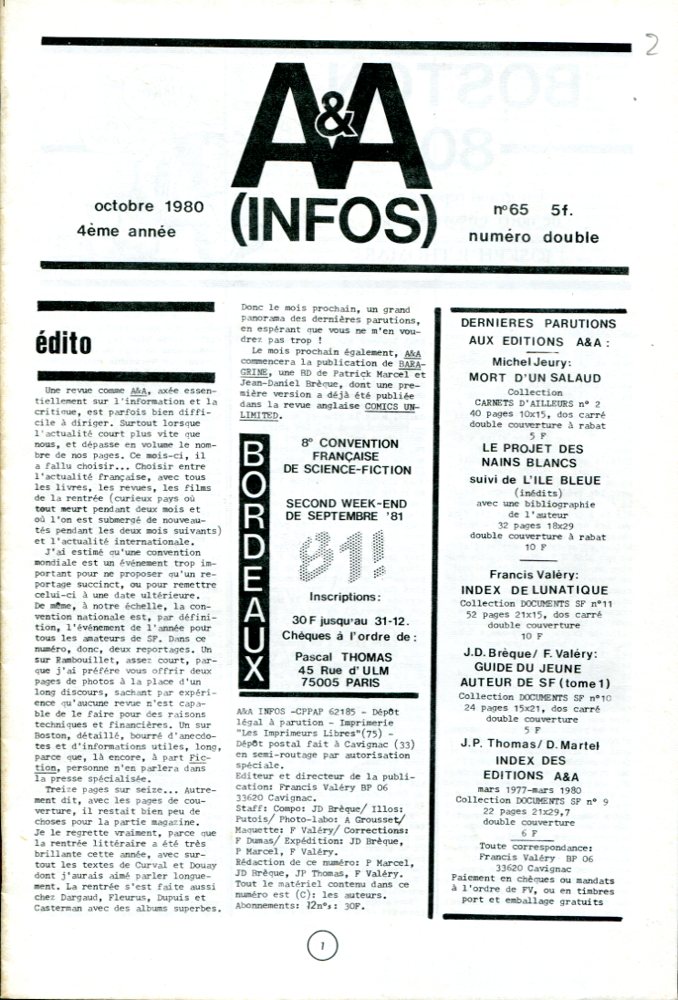 2
A&A
(INFOS)
octobre 1980
4ème année
nº65 5f.
numéro double
édito
Une revue comme A&A, axée essen-
tiellement sur l'information et la
critique, est parfois bien diffi-
cile à diriger. Surtout lorsque
l'actualité court plus vite que
nous, et dépasse en volume le nom-
bre de nos pages. Ce mois-ci, il
a fallu choisir... Choisir entre
l'actualité française, avec tous
les livres, les revues, les films
de la rentrée (curieux pays où
tout meurt pendant deux mois et
où l'on est submergé de nouveau-
tés pendant les deux mois suivants)
et l'actualité internationale.
J'ai estimé qu'une convention
mondiale est un événement trop im-
portant pour ne proposer qu'un re-
portage succinct, ou pour remettre
celui-ci à une date ultérieure.
De même, à notre échelle, la con-
vention nationale est, par défini-
tion, l'événement de l'année pour
tous les amateurs de SF. Dans ce
numéro, donc, deux reportages. Un
sur Rambouillet, assez court, par-
que j'ai préféré vous offrir deux
pages de photos à la place d'un
long discours, sachant par expéri-
ence qu'aucune revue n'est capa-
ble de le faire pour des raisons
techniques et financières. Un sur
Boston, détaillé, bourré d'anecdo-
tes et d'informations utiles, long,
parce que, là encore, à part Fic-
tion, personne n'en parlera dans
la presse spécialisée.
Treize pages sur seize... Autre-
ment dit, avec les pages de cou-
verture, il restait bien peu de
choses pour la partie magazine.
Je le regrette vraiment, parce que
la rentrée littéraire a été très
brillante cette année, avec sur-
tout les textes de Curval et Douay
dont j'aurais aimé parler longue-
ment. La rentrée s'est faite aussi
chez Dargaud, Fleurus, Dupuis et
Casterman avec des albums superbes.
Donc le mois prochain, un grand
panorama des dernières parutions,
en espérant que vous ne m'en vou-
drez pas trop !
Le mois prochain également, A&A
commencera la publication de BARA-
GRINE, une BD de Patrick Marcel et
Jean-Daniel Brèque, dont une pre-
mière version a déjà été publiée
dans la revue anglaise COMICS UN-
LIMITED.
BORDEAUX
8º CONVENTION
FRANÇAISE
DE SCIENCE-FICTION
SECOND WEEK-END
DE SEPTEMBRE '81
81!
Inscriptions:
30F jusqu'au 31-12.
Chéques à l'ordre de :
Pascal THOMAS
45 Rue d'ULM
75005 PARIS
A&A INFOS -CPPAP 62185 - Dépôt
légal à parution - Imprimerie
"Les Imprimeurs Libres"(75) -
Dépôt postal fait à Cavignac (33)
en semi-routage par autorisation
spéciale.
Editeur et directeur de la publi-
cation: Francis Valéry BP 06
33620 Cavignac.
Staff: Compo: JD Brèque/ Illos:
Putois/ Photo-labo: A Grousset/
Maquette: F Valéry/ Corrections:
F Dumas/ Expédition: JD Brèque,
P Marcel, F Valéry.
Rédaction de ce numéro: P Marcel,
JD Brèque, JP Thomas, F Valéry.
Tout le matériel contenu dans ce
numéro est (C): les auteurs.
Abonnements: 12nºs: 30F.
DERNIERES PARUTIONS
AUX EDITIONS A&A :
Michel Jeury:
MORT D'UN SALAUD
Collection
CARNETS D'AILLEURS nº 2
40 pages 10x15, dos carré
double couverture à rabat
5 F
LE PROJET DES
NAINS BLANCS
suivi de L'ILE BLEUE
(inédits)
avec une bibliographie
de l'auteur
32 pages 18x29
double couverture à rabat
10 F
Francis Valéry:
INDEX DE LUNATIQUE
Collection DOCUMENTS SF nº11
52 pages 21x15, dos carré
double couverture
10 F
J.D. Brèque/ F. Valéry:
GUIDE DU JEUNE
AUTEUR DE SF (tome 1)
Collection DOCUMENTS SF nº10
24 pages 15x21, dos carré
double couverture
5 F
J.P. Thomas/ D. Martel
INDEX DES
EDITIONS A&A
mars 1977-mars 1980
Collection DOCUMENTS SF nº 9
22 pages 21x29,7
double couverture
6 F
Toute correspondance:
Francis Valéry BP 06
33620 Cavignac
Paiement en chèques ou mandats
à l'ordre de FV, ou en timbres
port et emballage gratuits
1